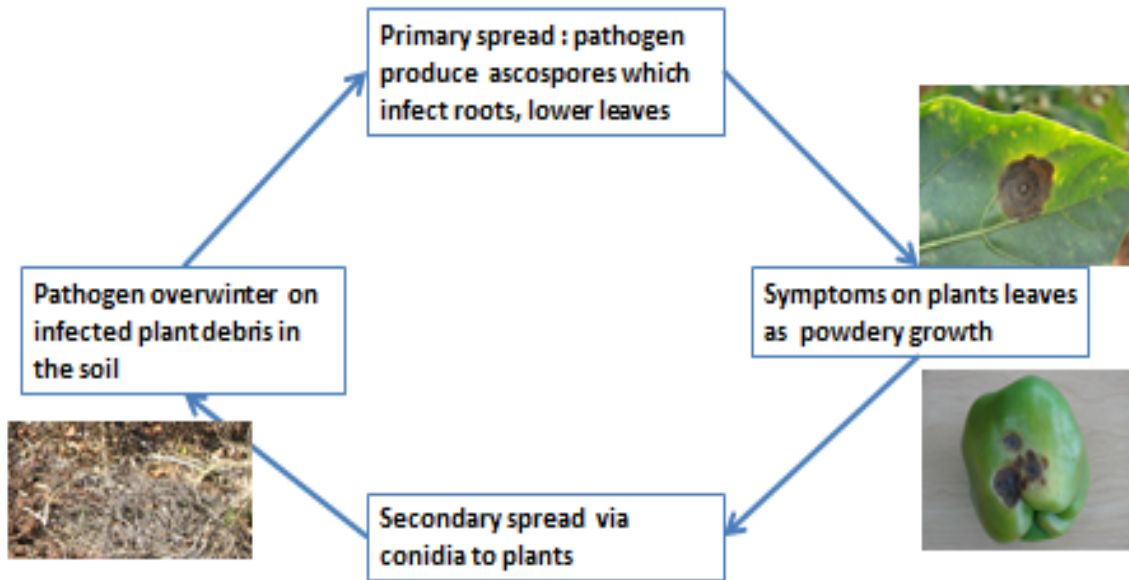 Primary spread : pathogen
produce ascospores which
infect roots, lower leaves
Symptoms on plants leaves
as powdery growth
Secondary spread via
conidia to plants
Pathogen overwinter on
infected plant debris in
the soil